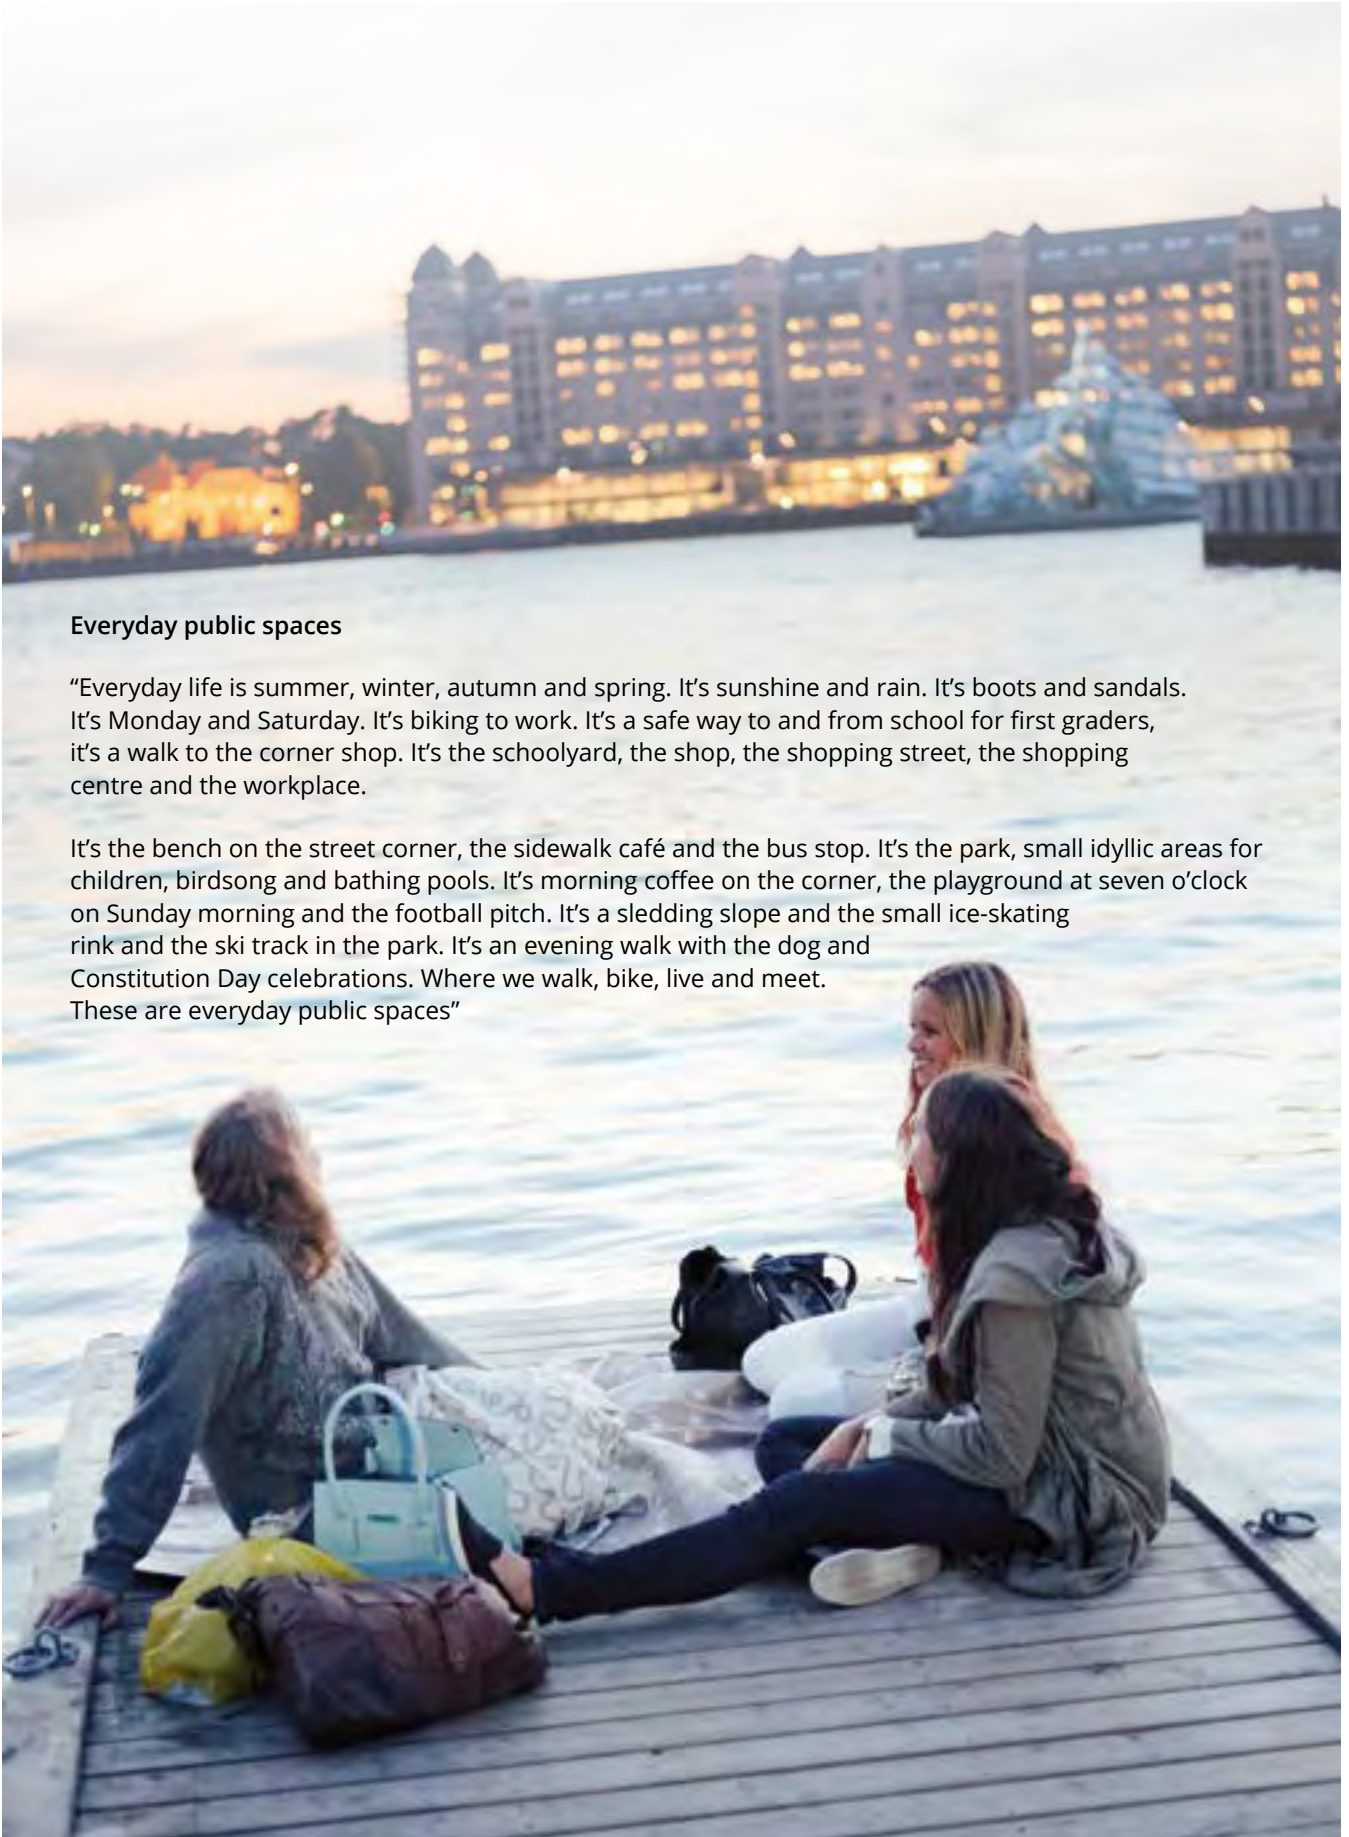 Everyday public spaces
“Everyday life is summer, winter, autumn and spring. It’s sunshine and rain. It’s boots and sandals.
It’s Monday and Saturday. It’s biking to work. It’s a safe way to and from school for first graders,
it’s a walk to the corner shop. It’s the schoolyard, the shop, the shopping street, the shopping
centre and the workplace.
It’s the bench on the street corner, the sidewalk café and the bus stop. It’s the park, small idyllic areas for
children, birdsong and bathing pools. It’s morning coffee on the corner, the playground at seven o’clock
on Sunday morning and the football pitch. It’s a sledding slope and the small ice-skating
rink and the ski track in the park. It’s an evening walk with the dog and
Constitution Day celebrations. Where we walk, bike, live and meet.
These are everyday public spaces”